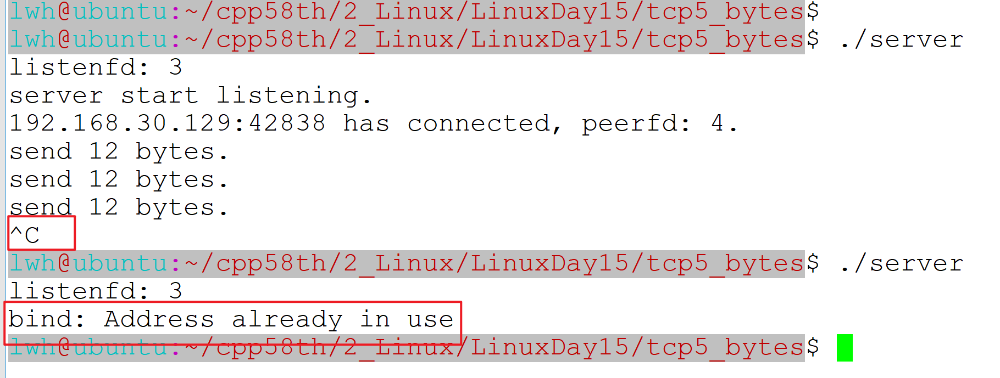 lwh@ubuntu:~/cpp58th/2_Linux/LinuxDay15/tcp5_bytes$
lwh@ubuntu:~/cpp58th/2_Linux/LinuxDay15/tcp5_bytes$ ./server
listenfd: 3
server start listening.
192.168.30.129:42838 has connected, peerfd: 4.
send 12 bytes.
send 12 bytes.
send 12 bytes.
^C
lwh@ubuntu:~/cpp58th/2_Linux/LinuxDay15/tcp5_bytes$ ./server
listenfd: 3
bind: Address already in use
lwh@ubuntu:~/cpp58th/2_Linux/LinuxDay15/tcp5_bytes$